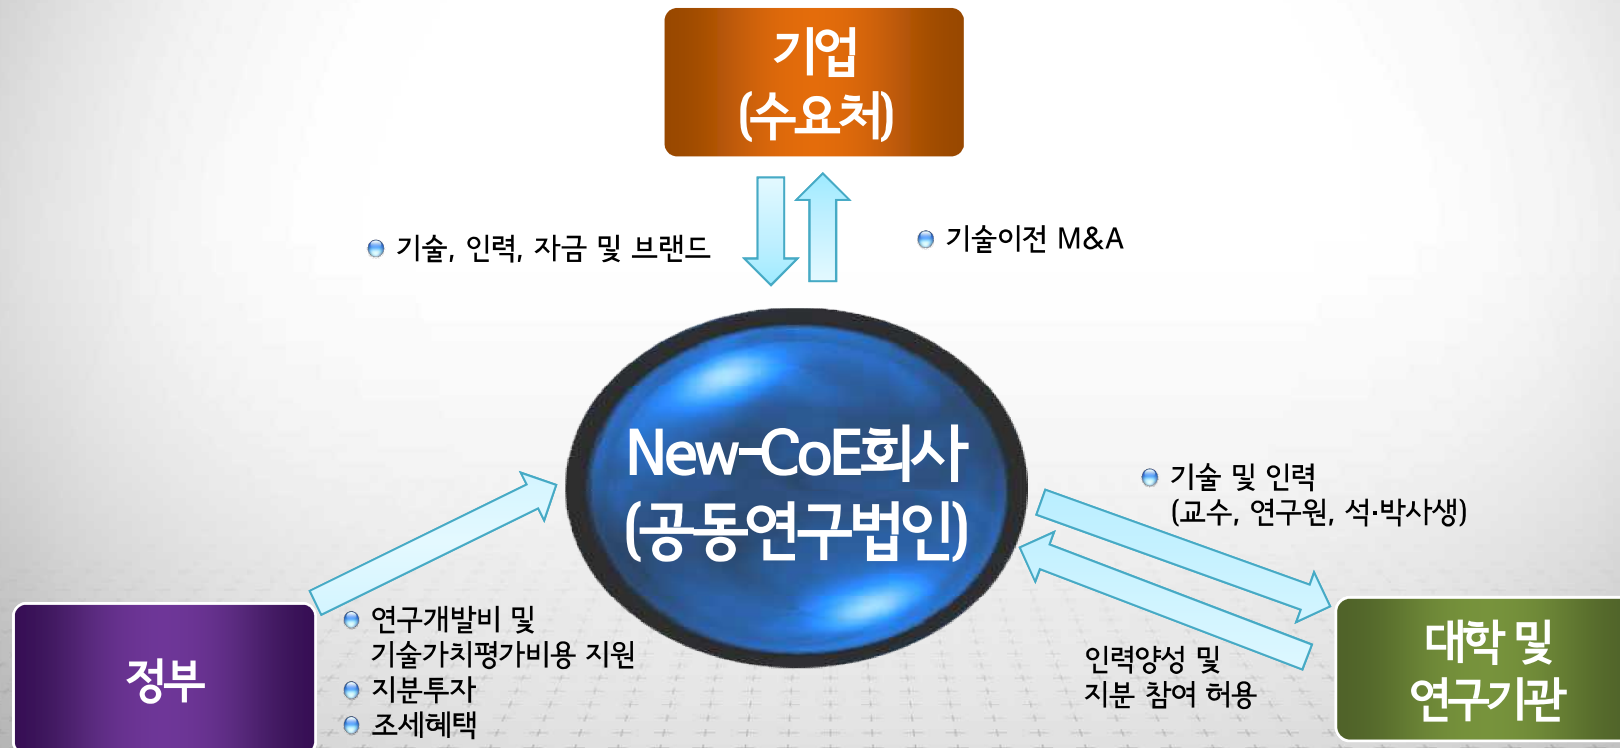 기업
(수요처)
기술, 인력, 자금 및 브랜드
기술이전 M&A
New-CoE회사
(공동연구법인)
기술 및 인력
(교수, 연구원, 석·박사생)
연구개발비 및
기술가치평가비용 지원
지분투자
조세혜택
정부
인력양성 및
지분 참여 허용
대학 및
연구기관